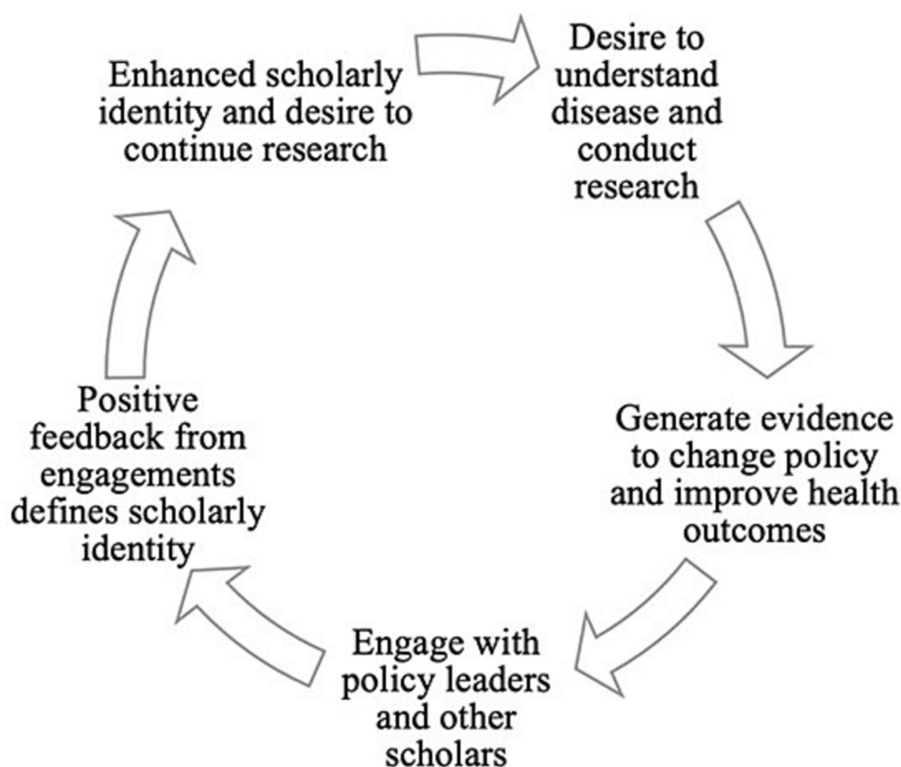 Enhanced scholarly
identity and desire to
continue research
Desire to
understand
disease and
conduct
research
Generate evidence
to change policy
and improve health
outcomes
Engage with
policy leaders
and other
scholars
Positive
feedback from
engagements
defines scholarly
identity